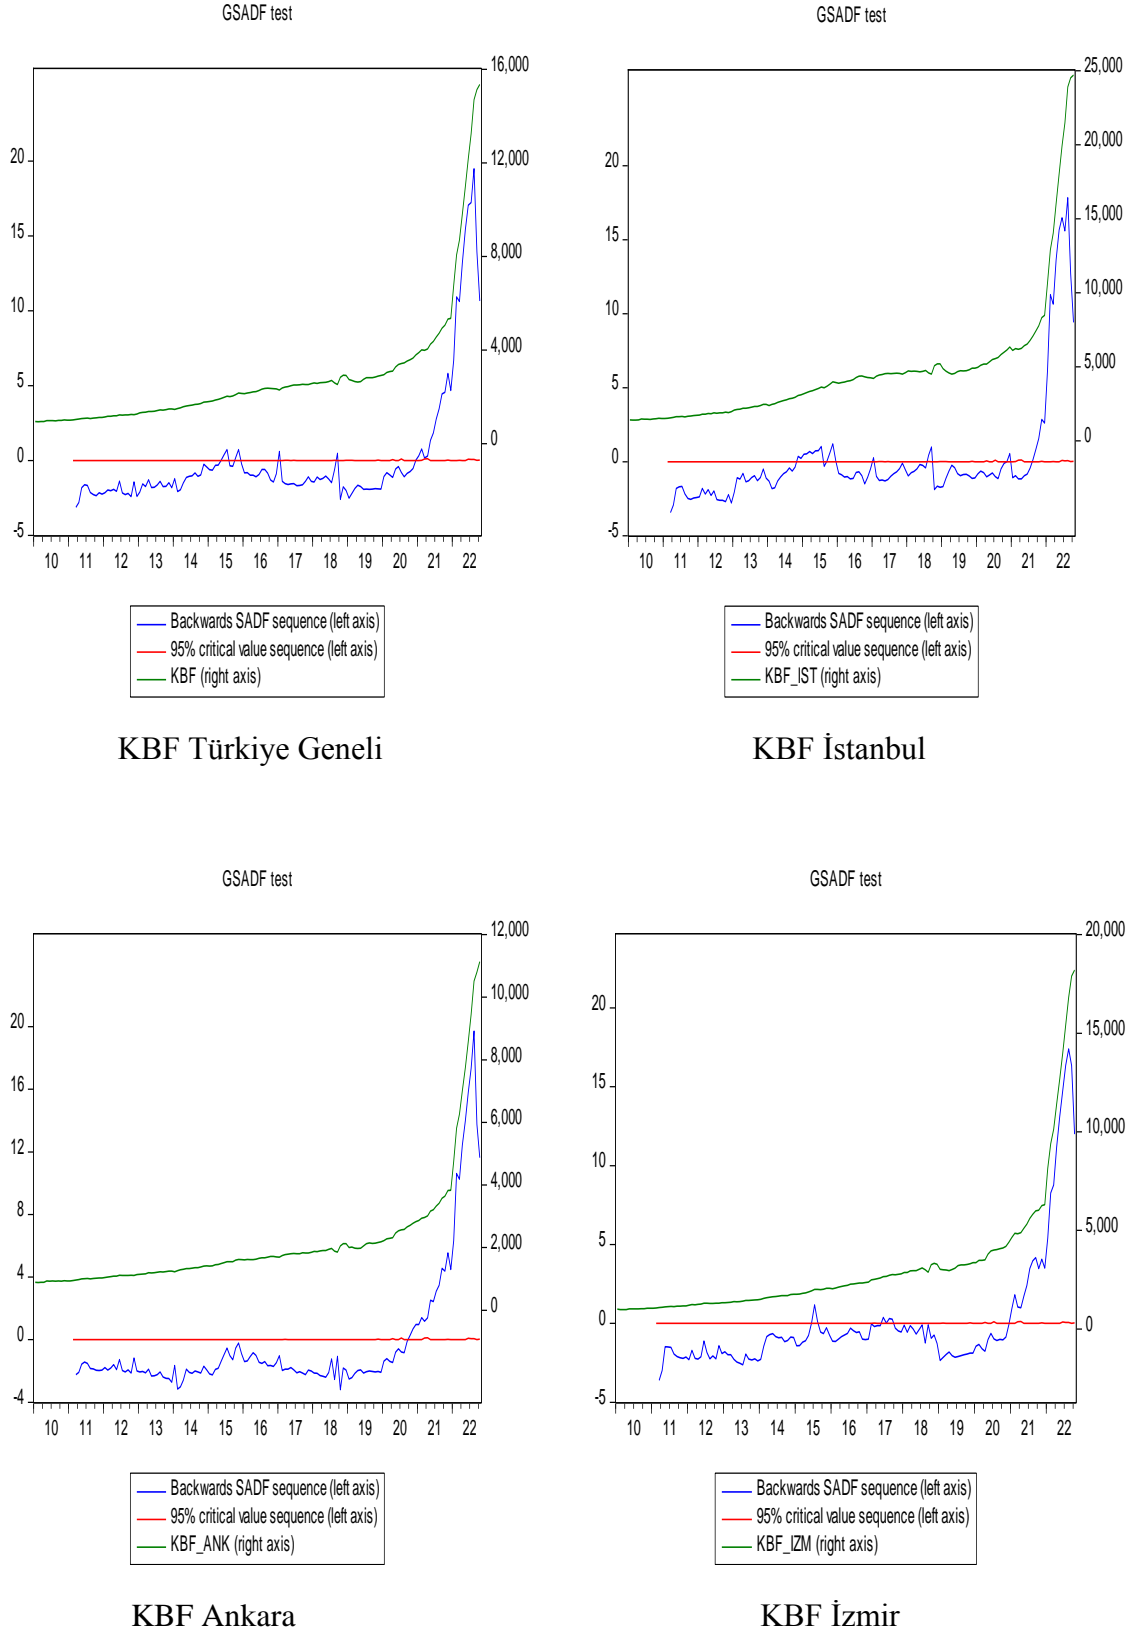 GSADF test
16,000
12,000
8,000
4,000
0
20
15
10
5
0
-5
10 11 12 13 14 15 16 17 18 19 20 21 22
Backwards SADF sequence (left axis)
95% critical value sequence (left axis)
KBF (right axis)
KBF Türkiye Geneli
GSADF test
25,000
20,000
15,000
10,000
5,000
0
20
15
10
5
0
-5
10 11 12 13 14 15 16 17 18 19 20 21 22
Backwards SADF sequence (left axis)
95% critical value sequence (left axis)
KBF_IST (right axis)
KBF İstanbul
GSADF test
12,000
10,000
8,000
6,000
4,000
2,000
0
20
16
12
8
4
0
-4
10 11 12 13 14 15 16 17 18 19 20 21 22
Backwards SADF sequence (left axis)
95% critical value sequence (left axis)
KBF_ANK (right axis)
KBF Ankara
GSADF test
20,000
15,000
10,000
5,000
0
20
15
10
5
0
-5
10 11 12 13 14 15 16 17 18 19 20 21 22
Backwards SADF sequence (left axis)
95% critical value sequence (left axis)
KBF_IZM (right axis)
KBF İzmir